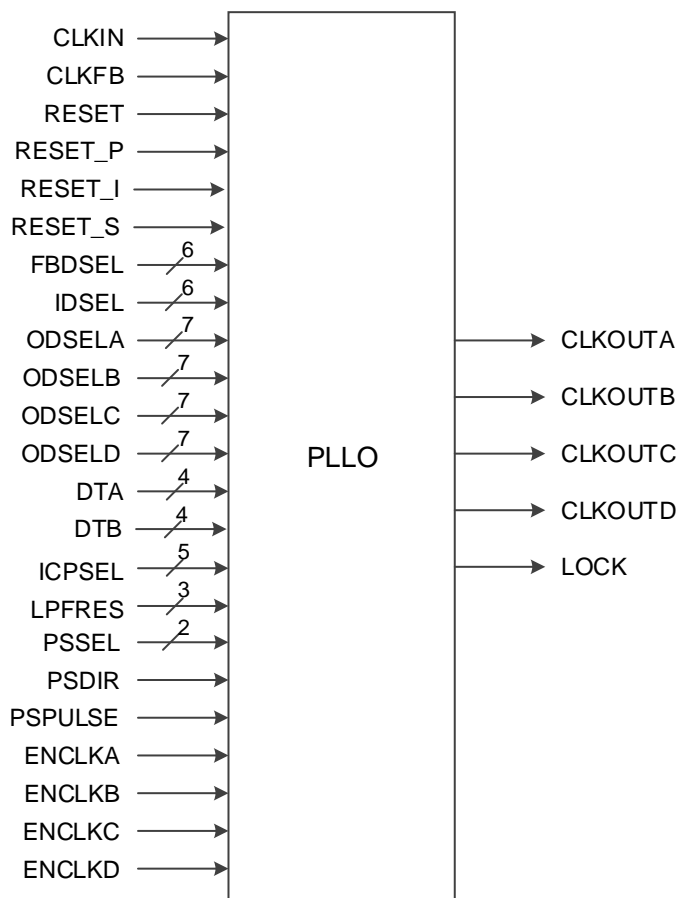 CLKIN
CLKFB
RESET
RESET_P
RESET_I
RESET_S
FBDSEL 6
IDSEL 6
ODSELA 7
ODSELB 7
ODSELC 7
ODSELD 7
DTA 4
DTB 4
ICPSEL 5
LPFRES 3
PSSEL 2
PSDIR
PSPULSE
ENCLKA
ENCLKB
ENCLKC
ENCLKD
PLLO
CLKOUTA
CLKOUTB
CLKOUTC
CLKOUTD
LOCK